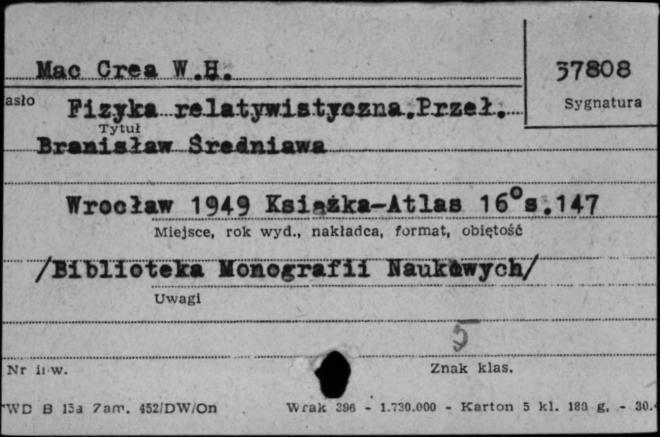 Mac Crea W.H.
37808
asło
Fizyka relatywistyczna.Przeł.
Sygnatura
Tytuł
Branisław Średniawa
Wrocław 1949 Książka-Atlas 16°s.147
Miejsce, rok wyd., nakładca, format, objętość
/Biblioteka Monografii Naukowych/
Uwagi
5
Nr inw.
Znak klas.
WD B 13a Zam. 452/DW/On
Wrak 396 - 1.730.000 - Karton 5 kl. 180 g. - 30.